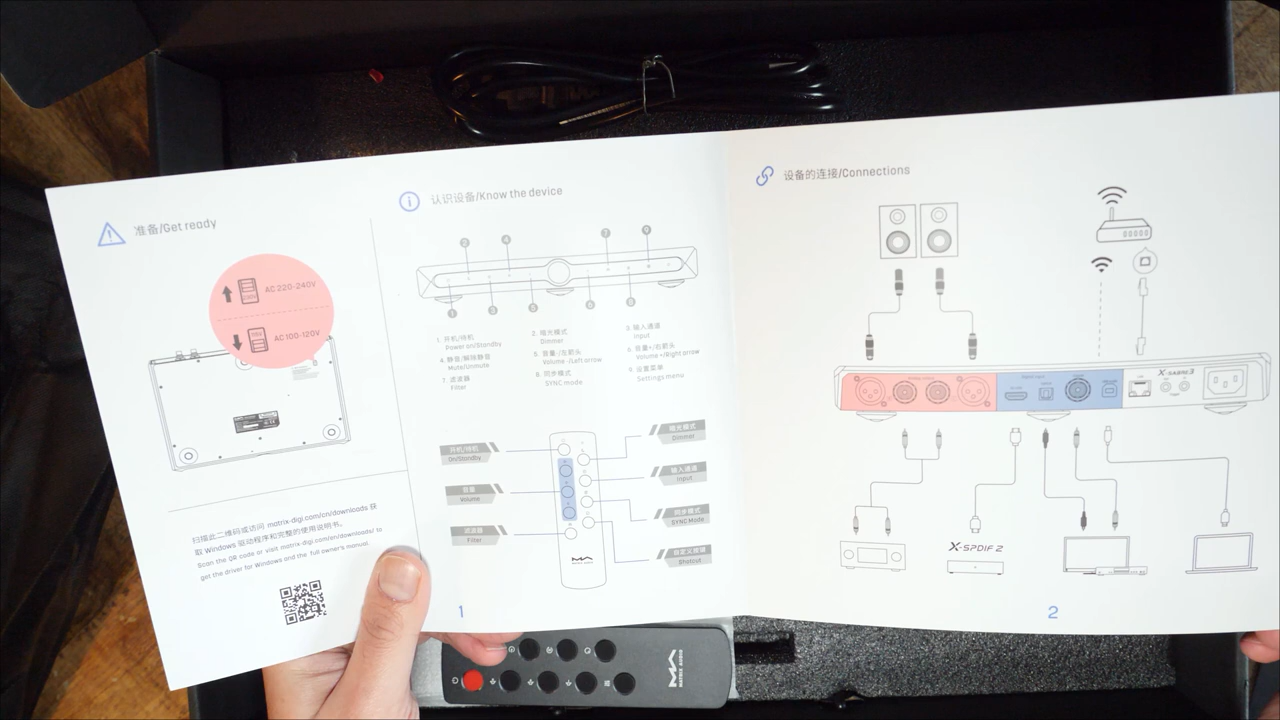 准备/Get ready
AC 220-240V
AC 100-120V
扫描此二维码或访问 matrix-digi.com/cn/downloads 获
取 Windows 驱动程序和完整的使用说明书。
Scan the QR code or visit matrix-digi.com/en/downloads/ to
get the driver for Windows and the full owner's manual.
认识设备/Know the device
2
4
7
9
1
3
1. 开机/待机
Power on/Standby
2. 暗光模式
Dimmer
3. 输入通道
Input
4. 静音/解除静音
Mute/Unmute
5. 音量-/左箭头
Volume -/Left arrow
6. 音量+/右箭头
Volume +/Right arrow
7. 滤波器
Filter
8. 同步模式
SYNC mode
9. 设置菜单
Settings menu
开机/待机
On/Standby
音量
Volume
滤波器
Filter
暗光模式
Dimmer
输入通道
Input
同步模式
SYNC Mode
自定义按键
Shotcut
1
设备的连接/Connections
X-SABRE3
X-SPDIF 2
2
MATRIX AUDIO